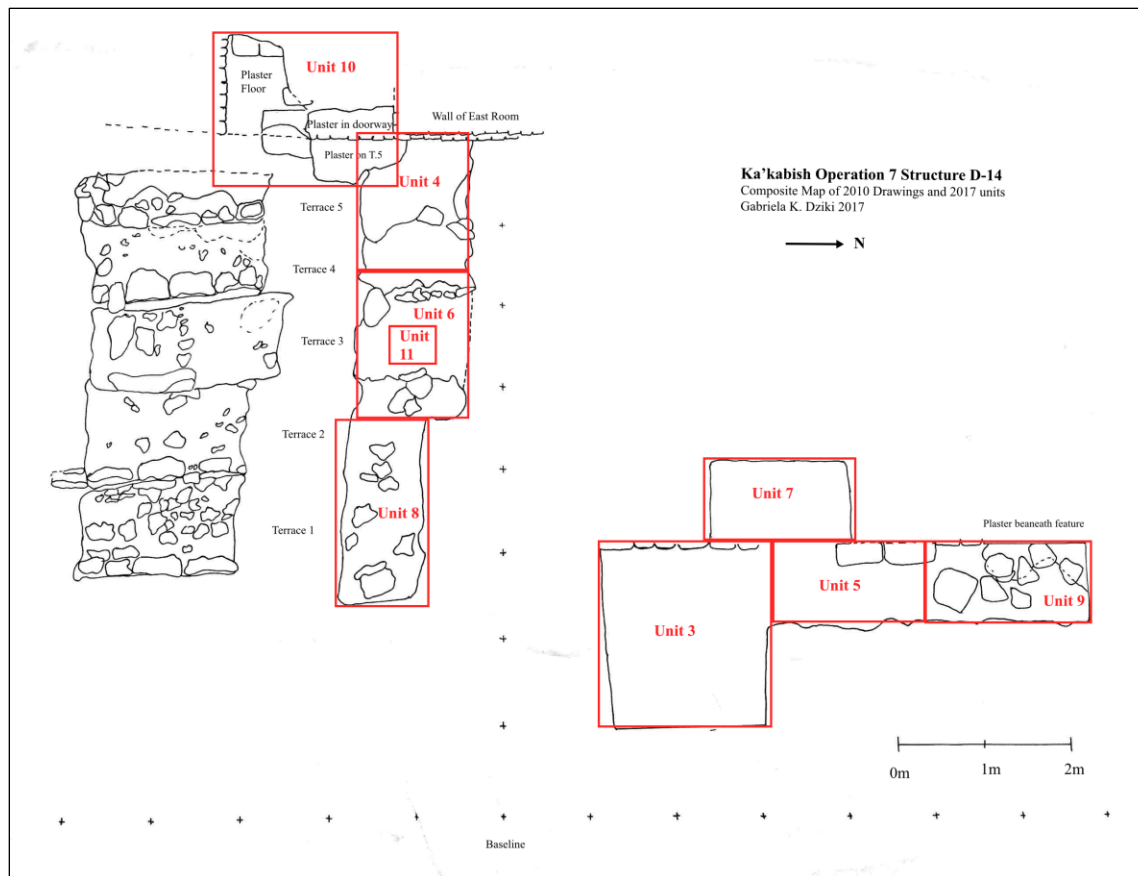 Unit 10
Plaster
Floor
Plaster in doorway
Wall of East Room
Plaster on T.5
Unit 4
Ka'kabish Operation 7 Structure D-14
Composite Map of 2010 Drawings and 2017 units
Gabriela K. Dziki 2017
N
Terrace 5
Terrace 4
Unit 6
Unit
11
Terrace 3
Terrace 2
Unit 8
Terrace 1
Unit 7
Plaster beaneath feature
Unit 5
Unit 9
Unit 3
0m
1m
2m
Baseline